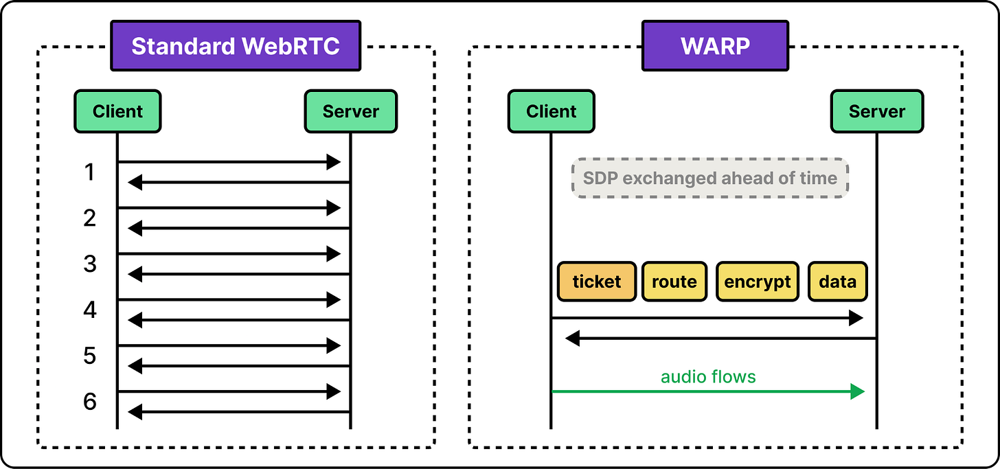 Standard WebRTC
Client
Server
1
2
3
4
5
6
WARP
Client
Server
SDP exchanged ahead of time
ticket
route
encrypt
data
audio flows